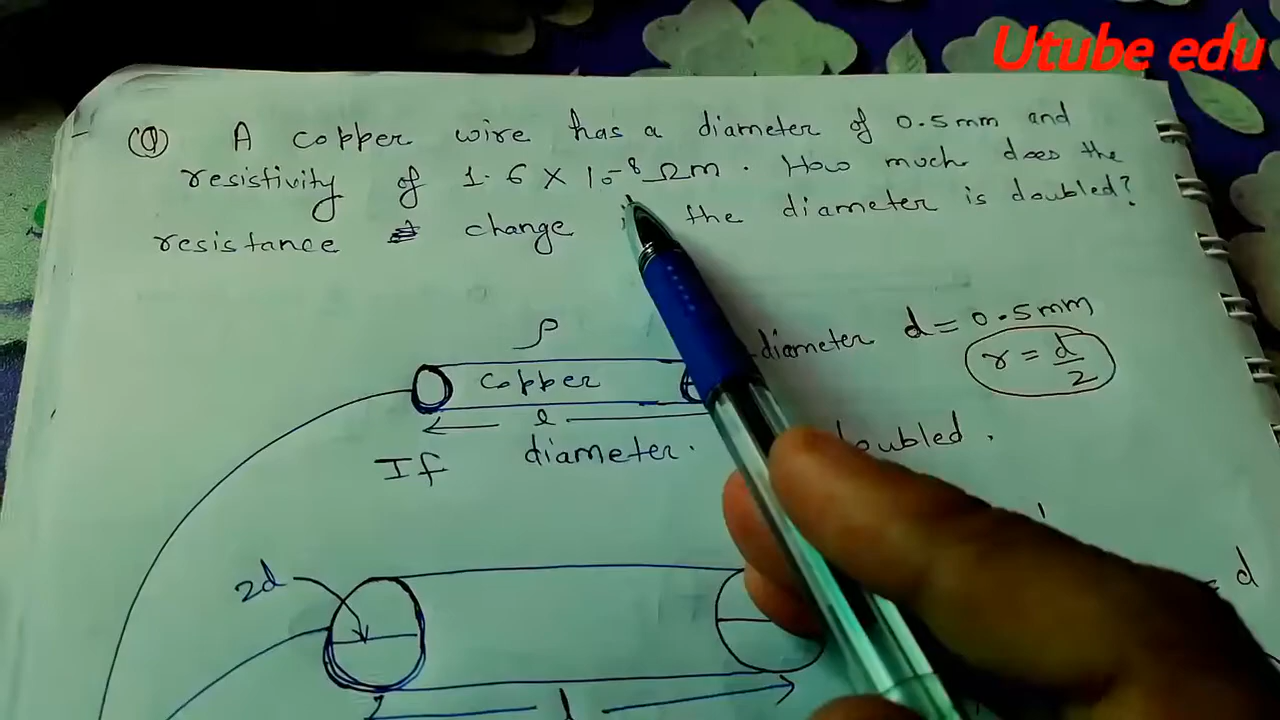 Utube edu
(Q) A copper wire has a diameter of 0.5mm and
resistivity of 1.6 X 10⁻⁸ Ωm. How much does the
resistance change the diameter is doubled?
ρ
diameter d = 0.5mm
r = d/2
copper
l
If diameter. doubled.
2d
d
l